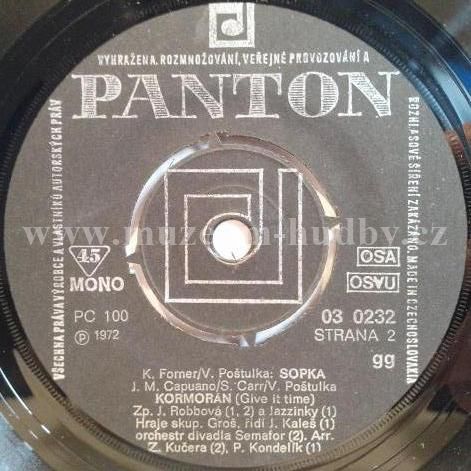 VŠECHNA PRÁVA VÝROBCE A VLASTNÍKŮ AUTORSKÝCH PRÁV
VYHRAŽENA. ROZMNOŽOVÁNÍ, VEŘEJNÉ PROVOZOVÁNÍ A
ROZHLASOVÉ ŠÍŘENÍ ZAKÁZÁNO. MADE IN CZECHOSLOVAKIA
PANTON
www.muzeum-hudby.cz
45
MONO
OSA
OSVU
PC 100
03 0232
℗ 1972
STRANA 2
gg
K. Forner/V. Poštulka: SOPKA
J. M. Capuano/S. Carr/V. Poštulka
KORMORÁN (Give it time)
Zp. J. Robbová (1, 2) a Jazzinky (1)
Hraje skup. Groš, řídí J. Kaleš (1)
orchestr divadla Semafor (2). Arr.
Z. Kučera (2), P. Kondelík (1)